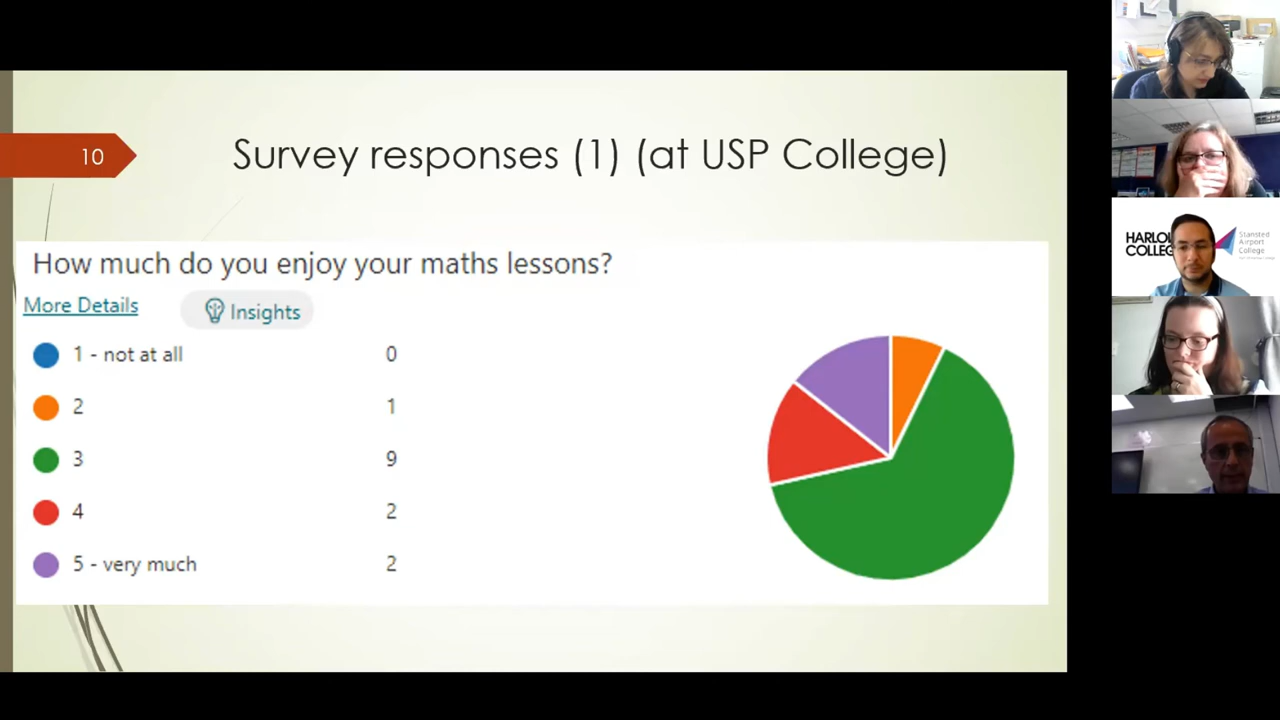 10
Survey responses (1) (at USP College)
How much do you enjoy your maths lessons?
More Details
Insights
1 - not at all 0
2 1
3 9
4 2
5 - very much 2
HARLO
COLLEG
Stansted
Airport
College